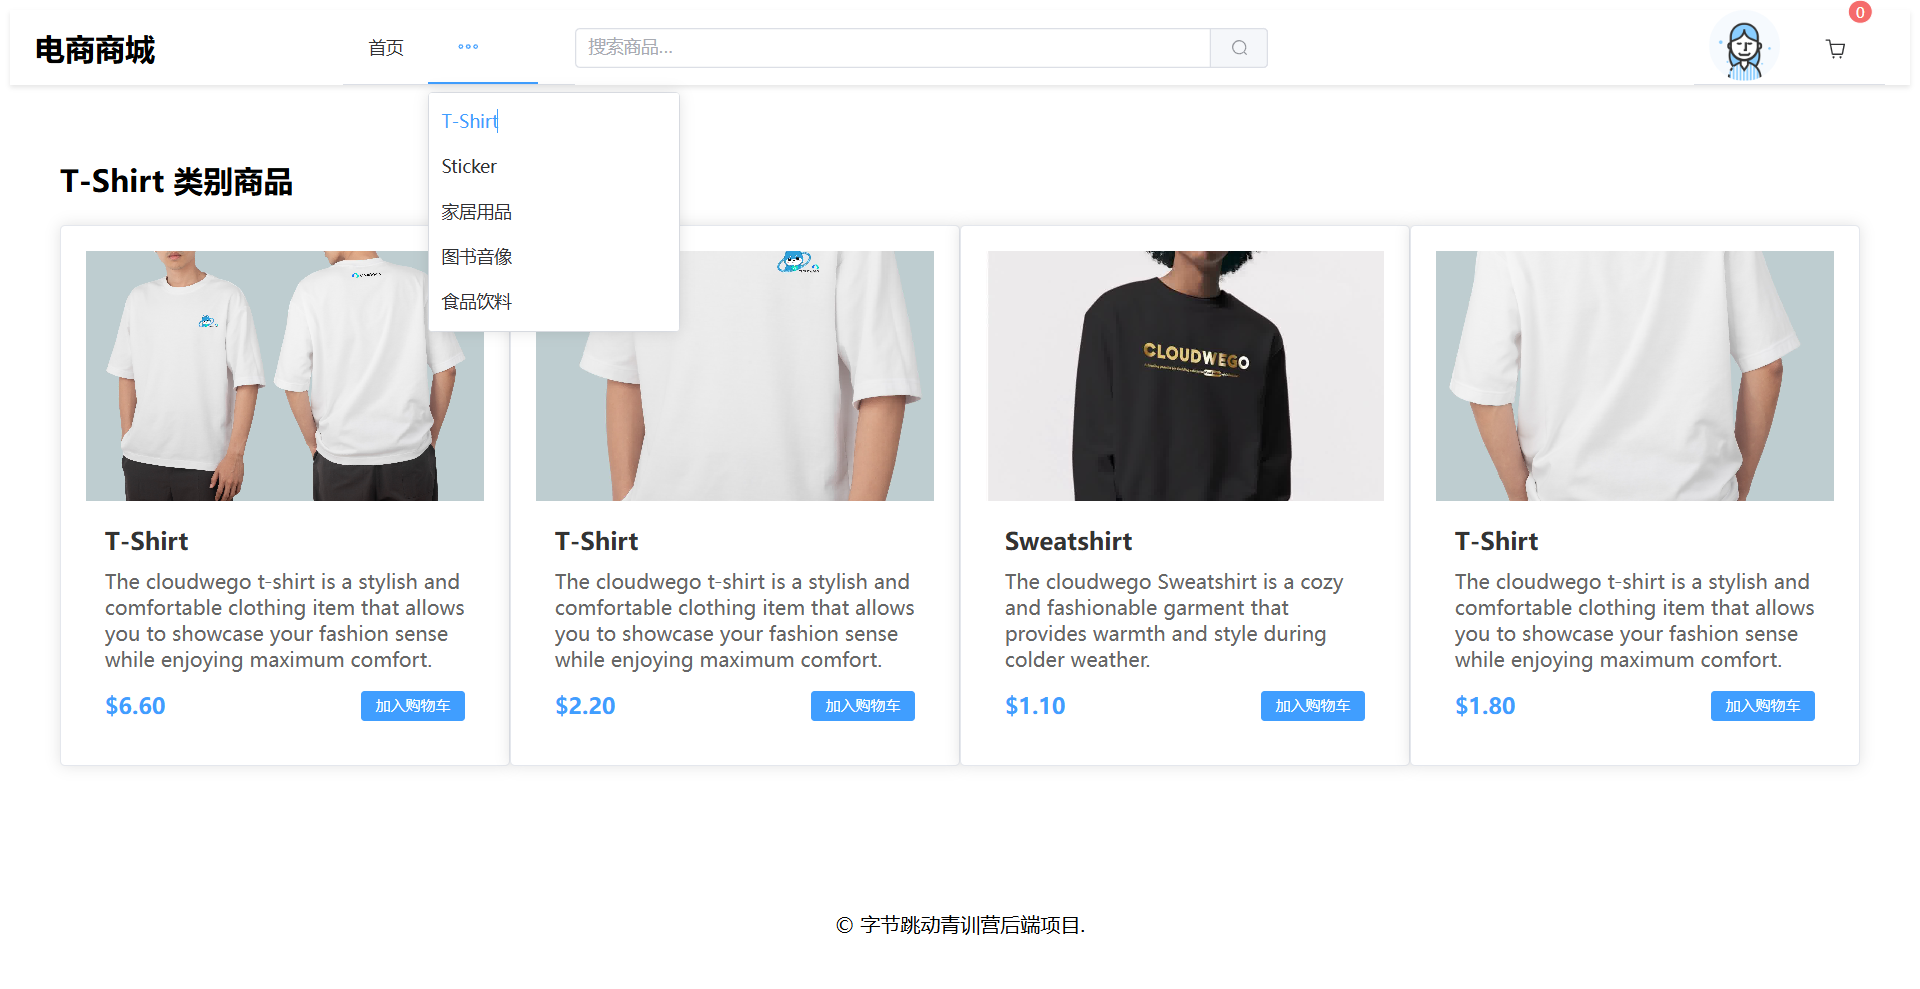 电商商城
首页
搜索商品...
0
T-Shirt
Sticker
家居用品
图书音像
食品饮料
T-Shirt 类别商品
CLOUDWEGO
T-Shirt
The cloudwego t-shirt is a stylish and
comfortable clothing item that allows
you to showcase your fashion sense
while enjoying maximum comfort.
$6.60
加入购物车
T-Shirt
The cloudwego t-shirt is a stylish and
comfortable clothing item that allows
you to showcase your fashion sense
while enjoying maximum comfort.
$2.20
加入购物车
Sweatshirt
The cloudwego Sweatshirt is a cozy
and fashionable garment that
provides warmth and style during
colder weather.
$1.10
加入购物车
T-Shirt
The cloudwego t-shirt is a stylish and
comfortable clothing item that allows
you to showcase your fashion sense
while enjoying maximum comfort.
$1.80
加入购物车
© 字节跳动青训营后端项目.